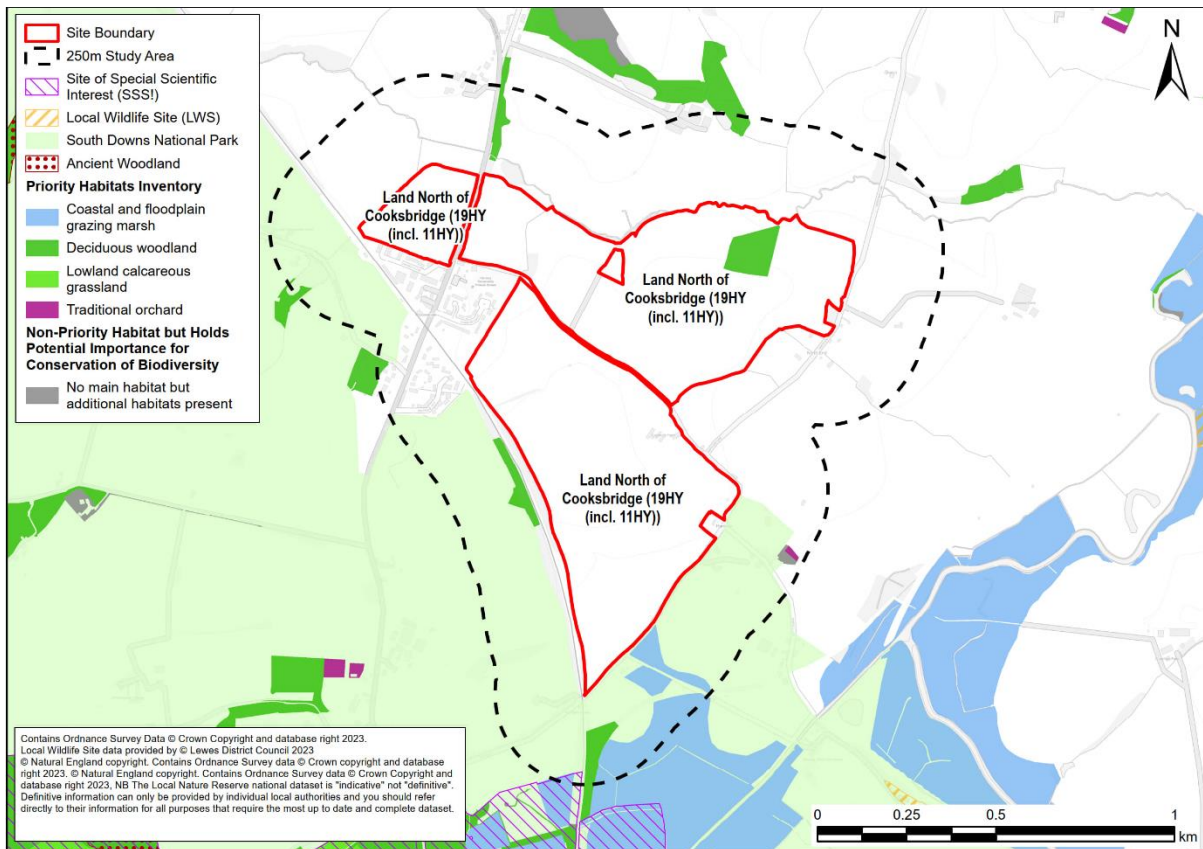 Site Boundary
250m Study Area
Site of Special Scientific
Interest (SSS!)
Local Wildlife Site (LWS)
South Downs National Park
Ancient Woodland
Priority Habitats Inventory
Coastal and floodplain
grazing marsh
Deciduous woodland
Lowland calcareous
grassland
Traditional orchard
Non-Priority Habitat but Holds
Potential Importance for
Conservation of Biodiversity
No main habitat but
additional habitats present
N
Land North of
Cooksbridge (19HY
(incl. 11HY))
Land North of
Cooksbridge (19HY
(incl. 11HY))
Land North of
Cooksbridge (19HY
(incl. 11HY))
Contains Ordnance Survey Data © Crown Copyright and database right 2023.
Local Wildlife Site data provided by © Lewes District Council 2023
© Natural England copyright. Contains Ordnance Survey data © Crown copyright and database
right 2023. © Natural England copyright. Contains Ordnance Survey data © Crown Copyright and
database right 2023, NB The Local Nature Reserve national dataset is "indicative" not "definitive".
Definitive information can only be provided by individual local authorities and you should refer
directly to their information for all purposes that require the most up to date and complete dataset.
0 0.25 0.5 1
km